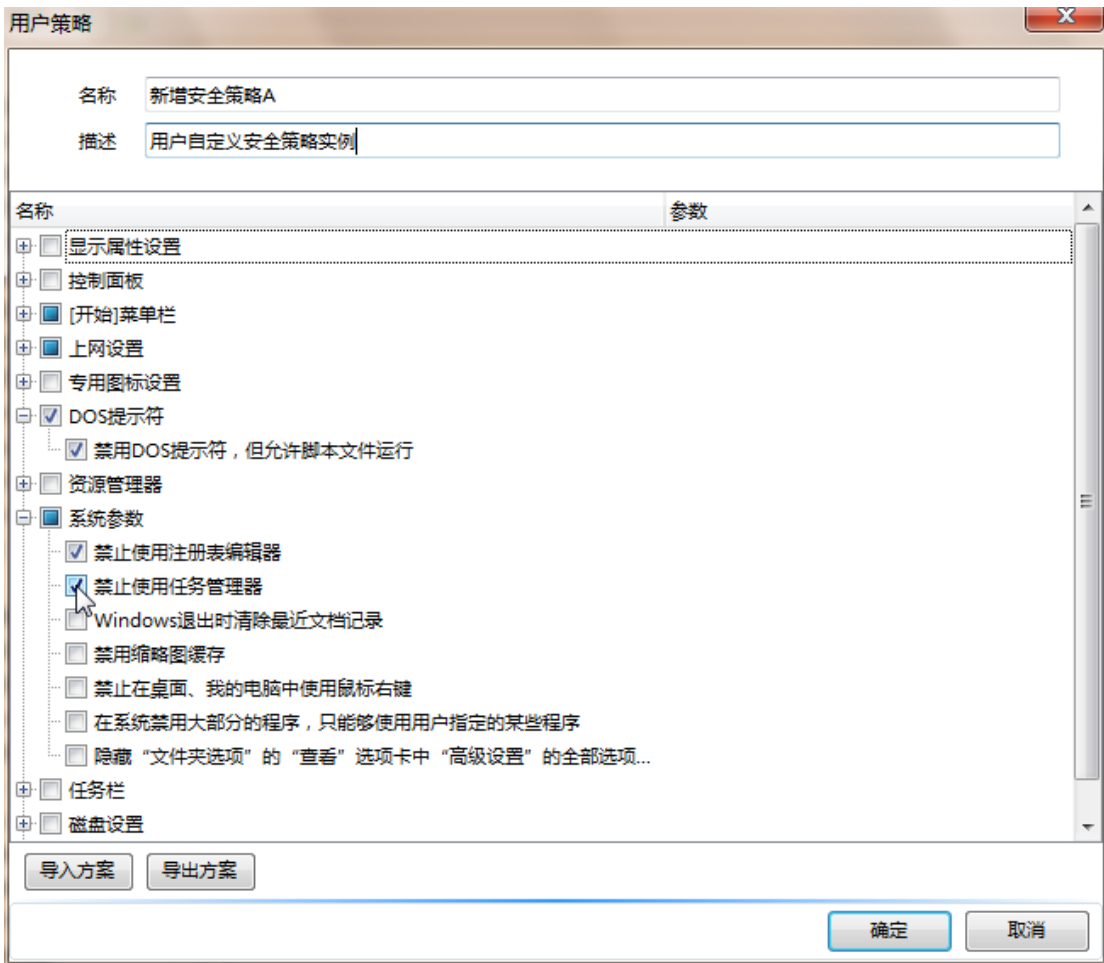 用户策略
名称 新增安全策略A
描述 用户自定义安全策略实例
名称 参数
显示属性设置
控制面板
[开始]菜单栏
上网设置
专用图标设置
DOS提示符
禁用DOS提示符，但允许脚本文件运行
资源管理器
系统参数
禁止使用注册表编辑器
禁止使用任务管理器
Windows退出时清除最近文档记录
禁用缩略图缓存
禁止在桌面、我的电脑中使用鼠标右键
在系统禁用大部分的程序，只能够使用用户指定的某些程序
隐藏“文件夹选项”的“查看”选项卡中“高级设置”的全部选项...
任务栏
磁盘设置
导入方案 导出方案
确定 取消